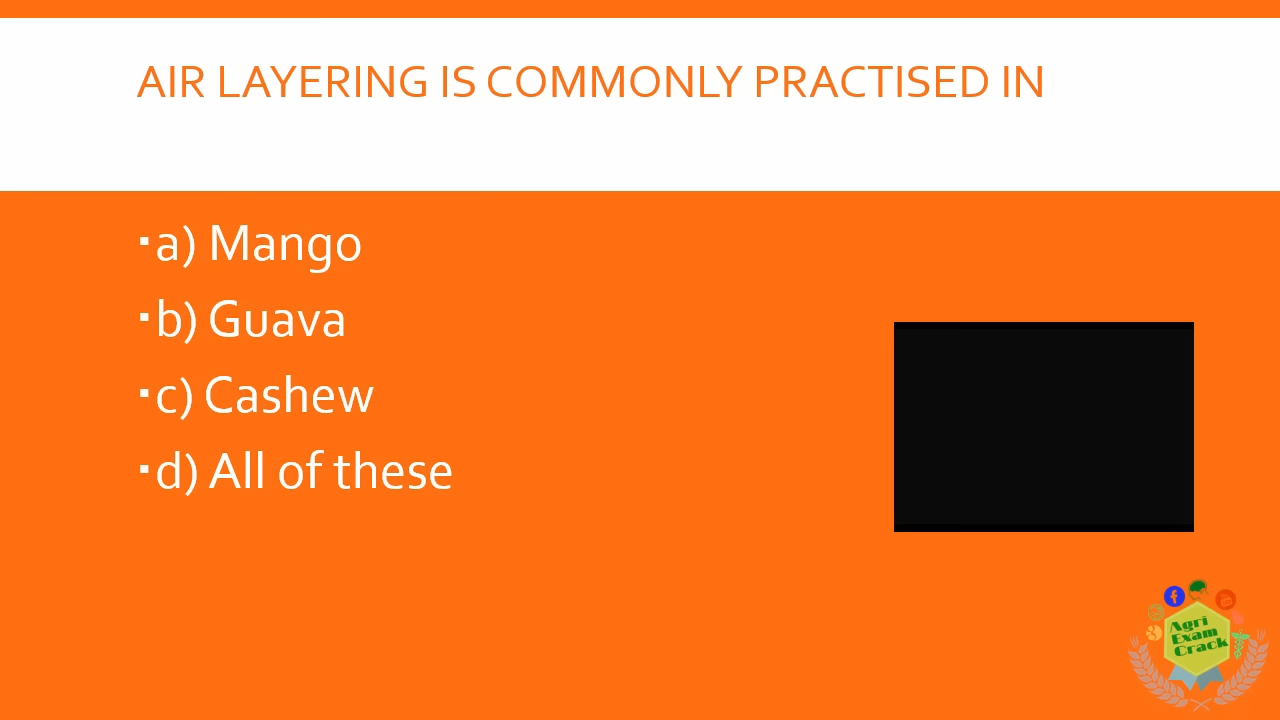 AIR LAYERING IS COMMONLY PRACTISED IN
▪a) Mango
▪b) Guava
▪c) Cashew
▪d) All of these
Agri
Exam
Crack